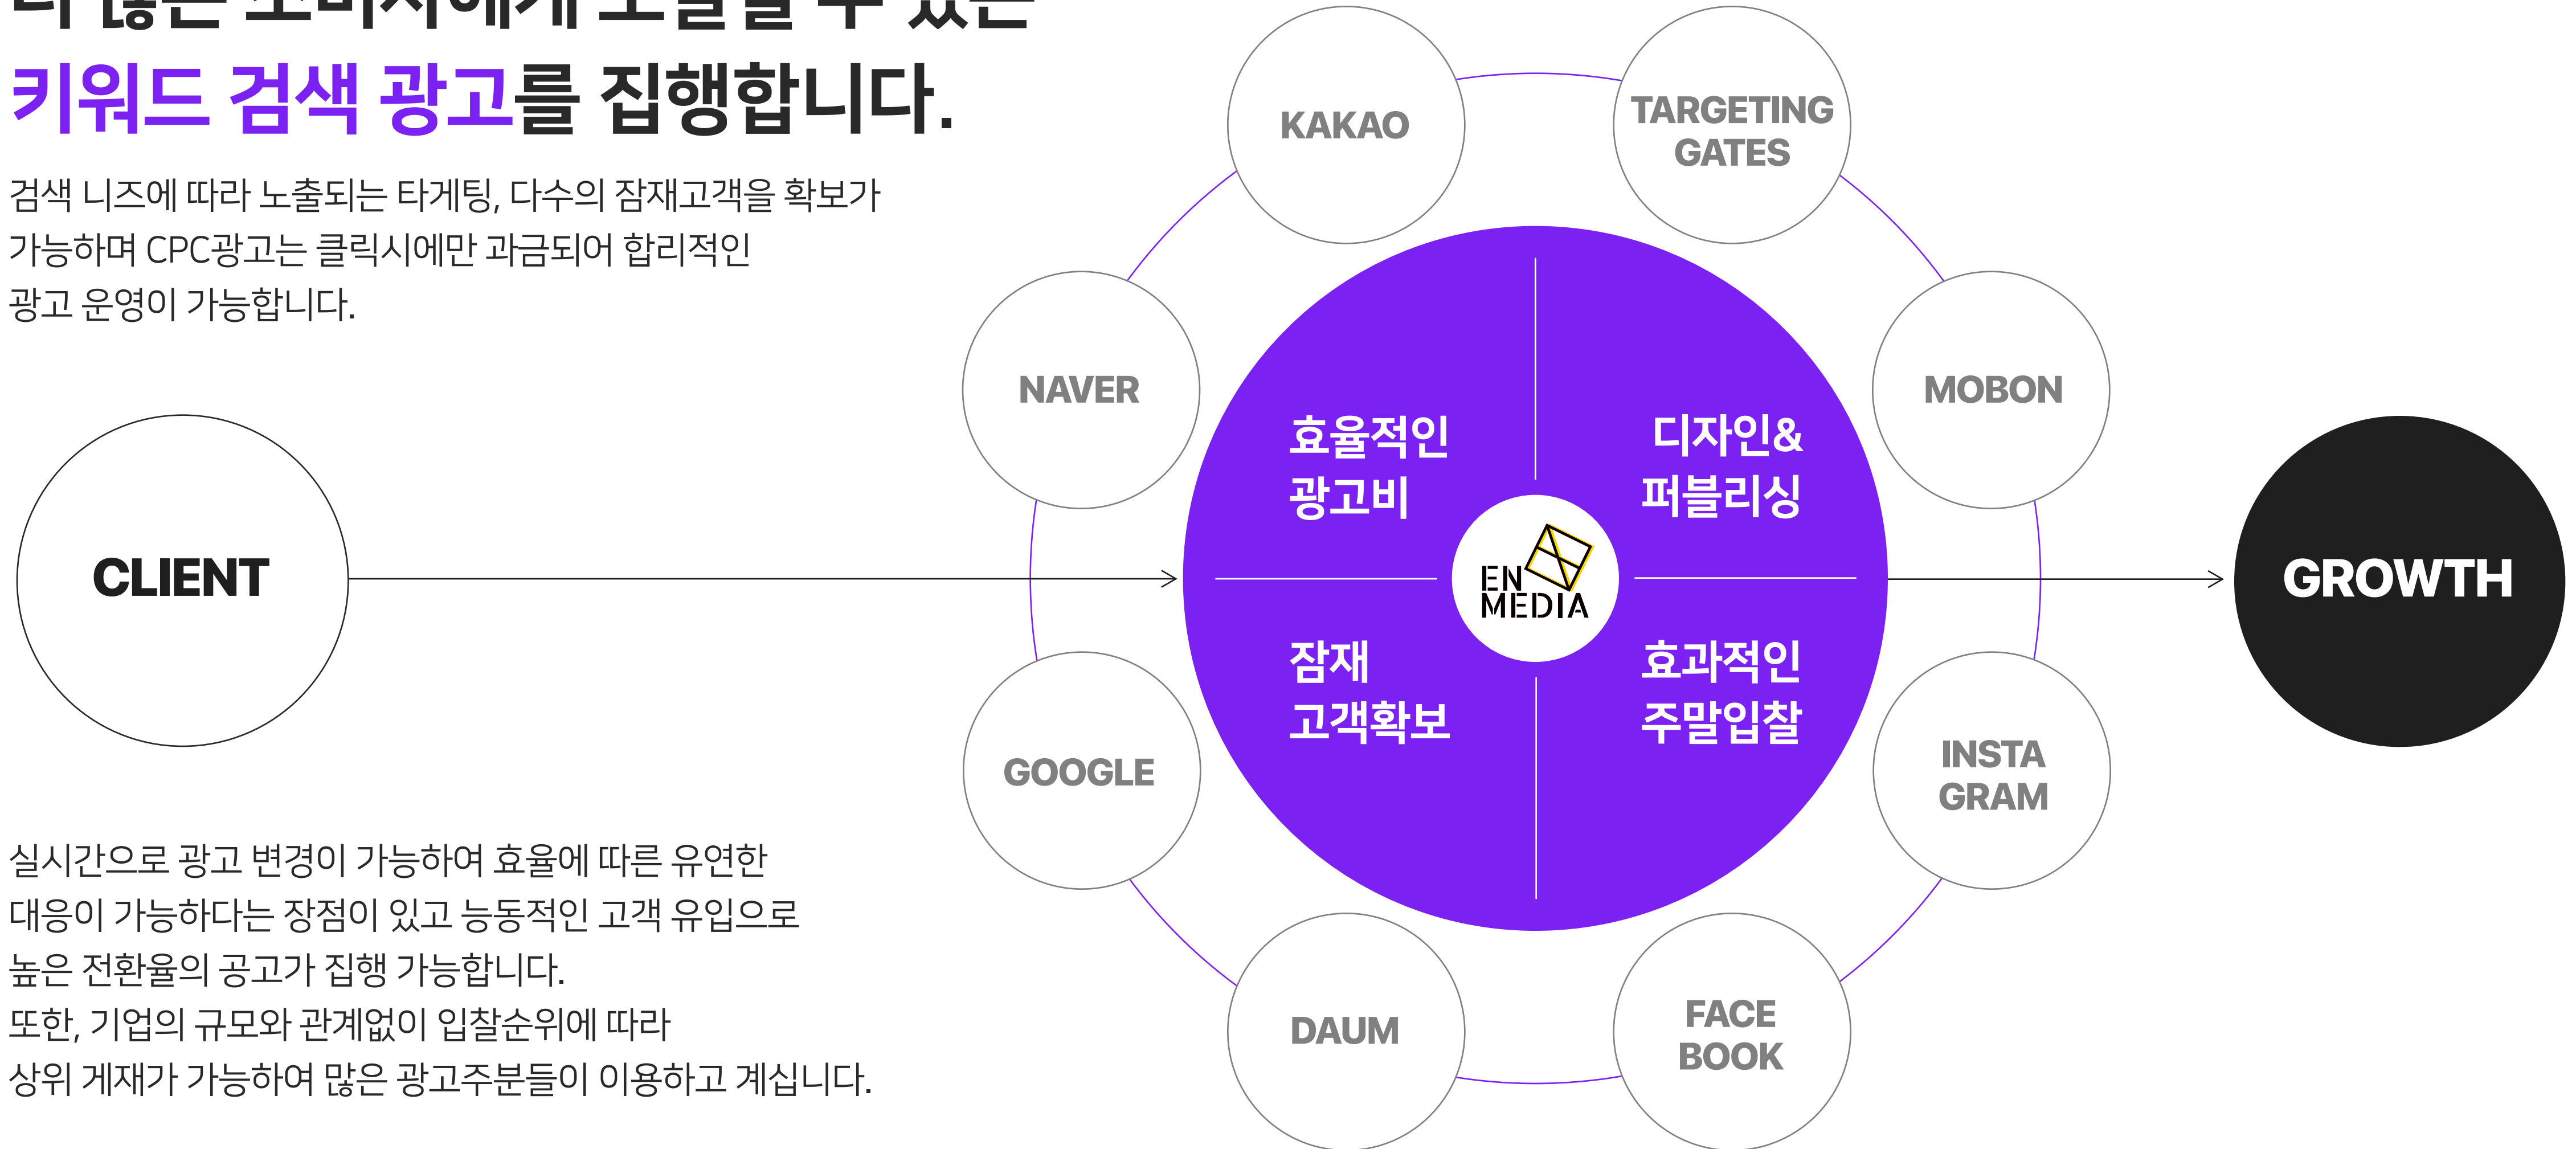 키워드 검색 광고를 집행합니다.
검색 니즈에 따라 노출되는 타게팅, 다수의 잠재고객을 확보가
가능하며 CPC광고는 클릭시에만 과금되어 합리적인
광고 운영이 가능합니다.
CLIENT
실시간으로 광고 변경이 가능하여 효율에 따른 유연한
대응이 가능하다는 장점이 있고 능동적인 고객 유입으로
높은 전환율의 공고가 집행 가능합니다.
또한, 기업의 규모와 관계없이 입찰순위에 따라
상위 게재가 가능하여 많은 광고주분들이 이용하고 계십니다.
KAKAO
TARGETING
GATES
NAVER
MOBON
효율적인
광고비
디자인&
퍼블리싱
EN
MEDIA
잠재
고객확보
효과적인
주말입찰
GOOGLE
INSTA
GRAM
DAUM
FACE
BOOK
GROWTH